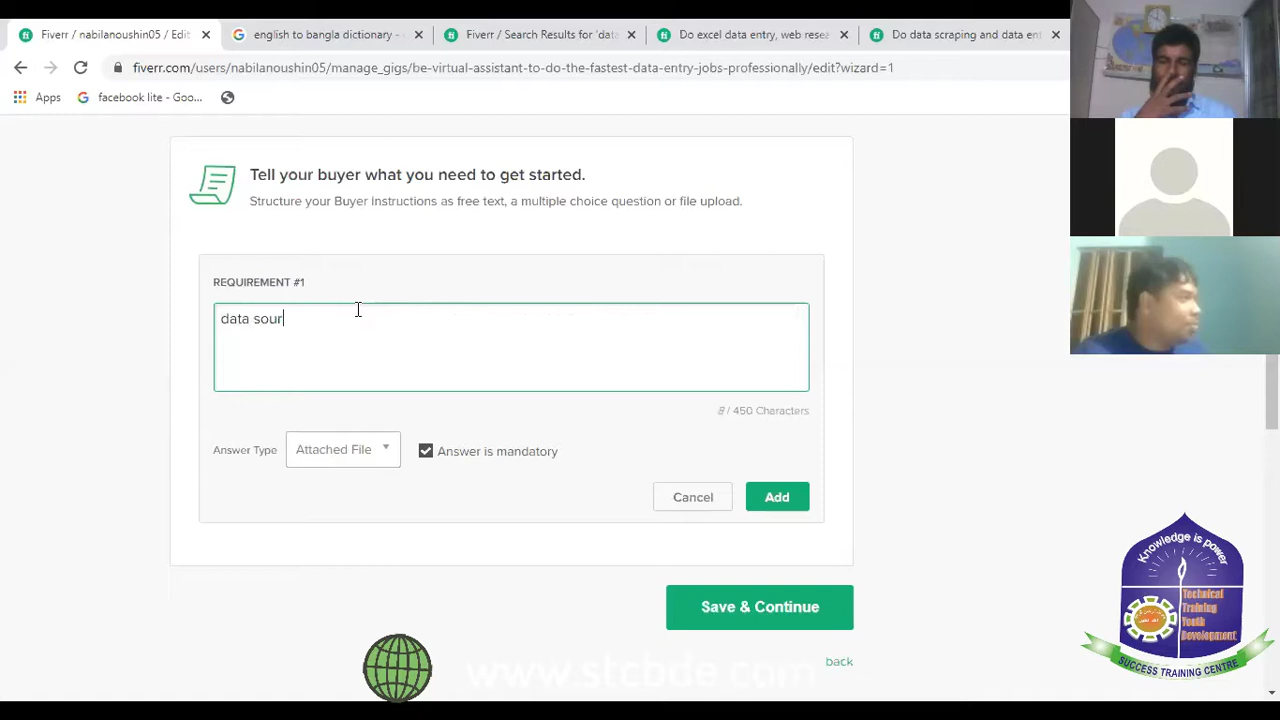 Fiverr / nabilanoushin05 / Edit
english to bangla dictionary -
Fiverr / Search Results for 'data
Do excel data entry, web resea
Do data scraping and data ent
fiverr.com/users/nabilanoushin05/manage_gigs/be-virtual-assistant-to-do-the-fastest-data-entry-jobs-professionally/edit?wizard=1
Apps
facebook lite - Goo...
Tell your buyer what you need to get started.
Structure your Buyer Instructions as free text, a multiple choice question or file upload.
REQUIREMENT #1
data sour
/ 450 Characters
Answer Type
Attached File
Answer is mandatory
Cancel
Add
Save & Continue
back
www.stcbde.com
Knowledge is power
Technical
Training
Youth
Development
SUCCESS TRAINING CENTRE